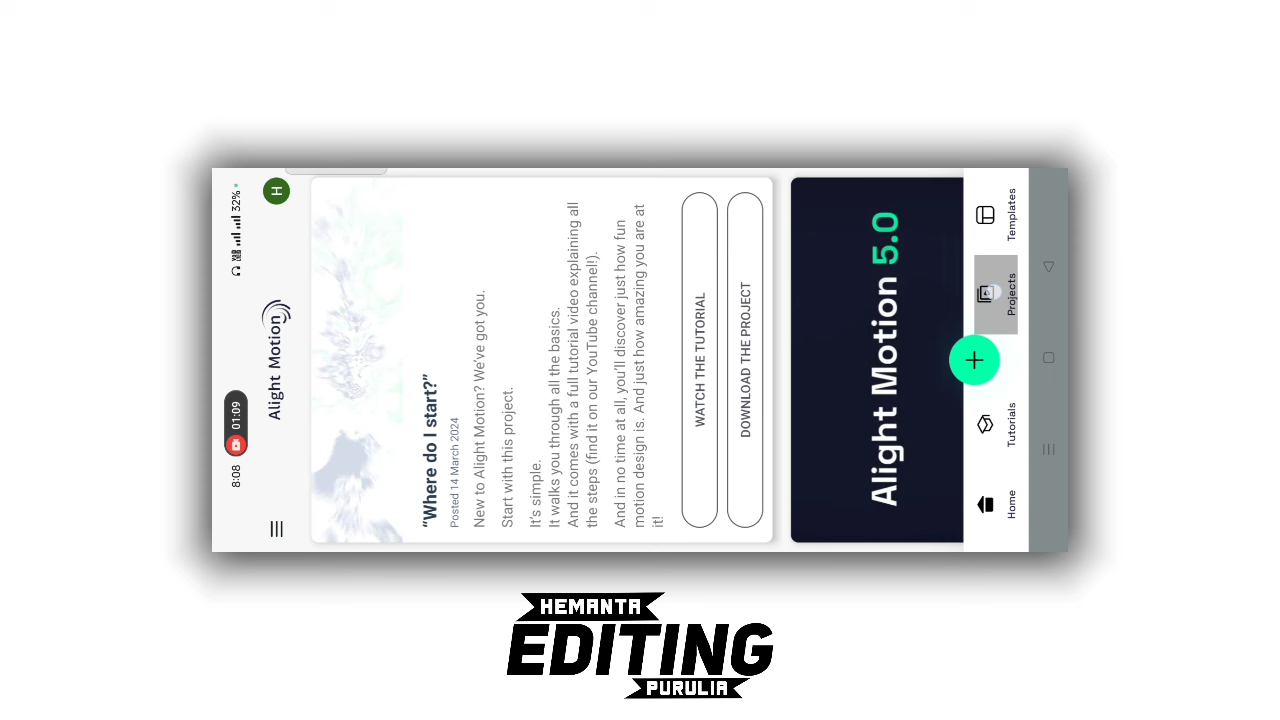 8:08
01:09
32%
Alight Motion
H
“Where do I start?”
Posted 14 March 2024
New to Alight Motion? We’ve got you.
Start with this project.
It’s simple.
It walks you through all the basics.
And it comes with a full tutorial video explaining all
the steps (find it on our YouTube channel!).
And in no time at all, you’ll discover just how fun
motion design is. And just how amazing you are at
it!
WATCH THE TUTORIAL
DOWNLOAD THE PROJECT
Alight Motion 5.0
Home
Tutorials
Projects
Templates
HEMANTA
EDITING
PURULIA